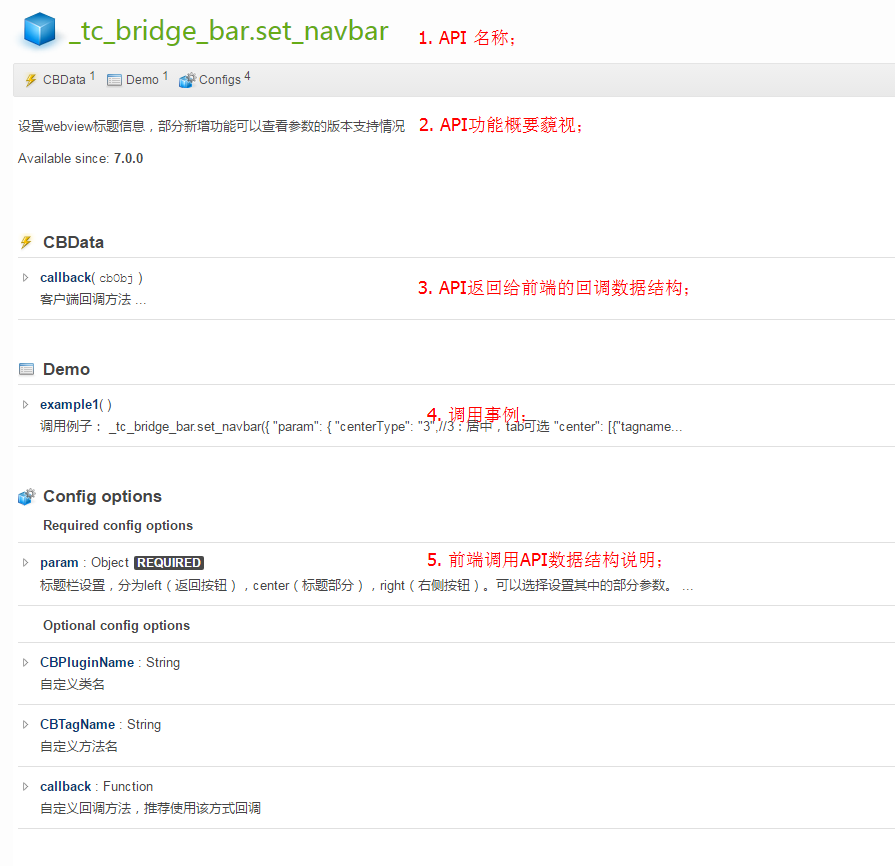 _tc_bridge_bar.set_navbar 1. API 名称;
CBData 1 Demo 1 Configs 4
设置webview标题信息，部分新增功能可以查看参数的版本支持情况 2. API功能概要藐视;
Available since: 7.0.0
CBData
callback( cbObj )
客户端回调方法 ... 3. API返回给前端的回调数据结构;
Demo
example1( )
4. 调用事例;
调用例子： _tc_bridge_bar.set_navbar({ "param": { "centerType": "3",//3：居中，tab可选 "center": [{"tagname...
Config options
Required config options
param : Object REQUIRED 5. 前端调用API数据结构说明;
标题栏设置，分为left（返回按钮），center（标题部分），right（右侧按钮）。可以选择设置其中的部分参数。 ...
Optional config options
CBPluginName : String
自定义类名
CBTagName : String
自定义方法名
callback : Function
自定义回调方法，推荐使用该方式回调